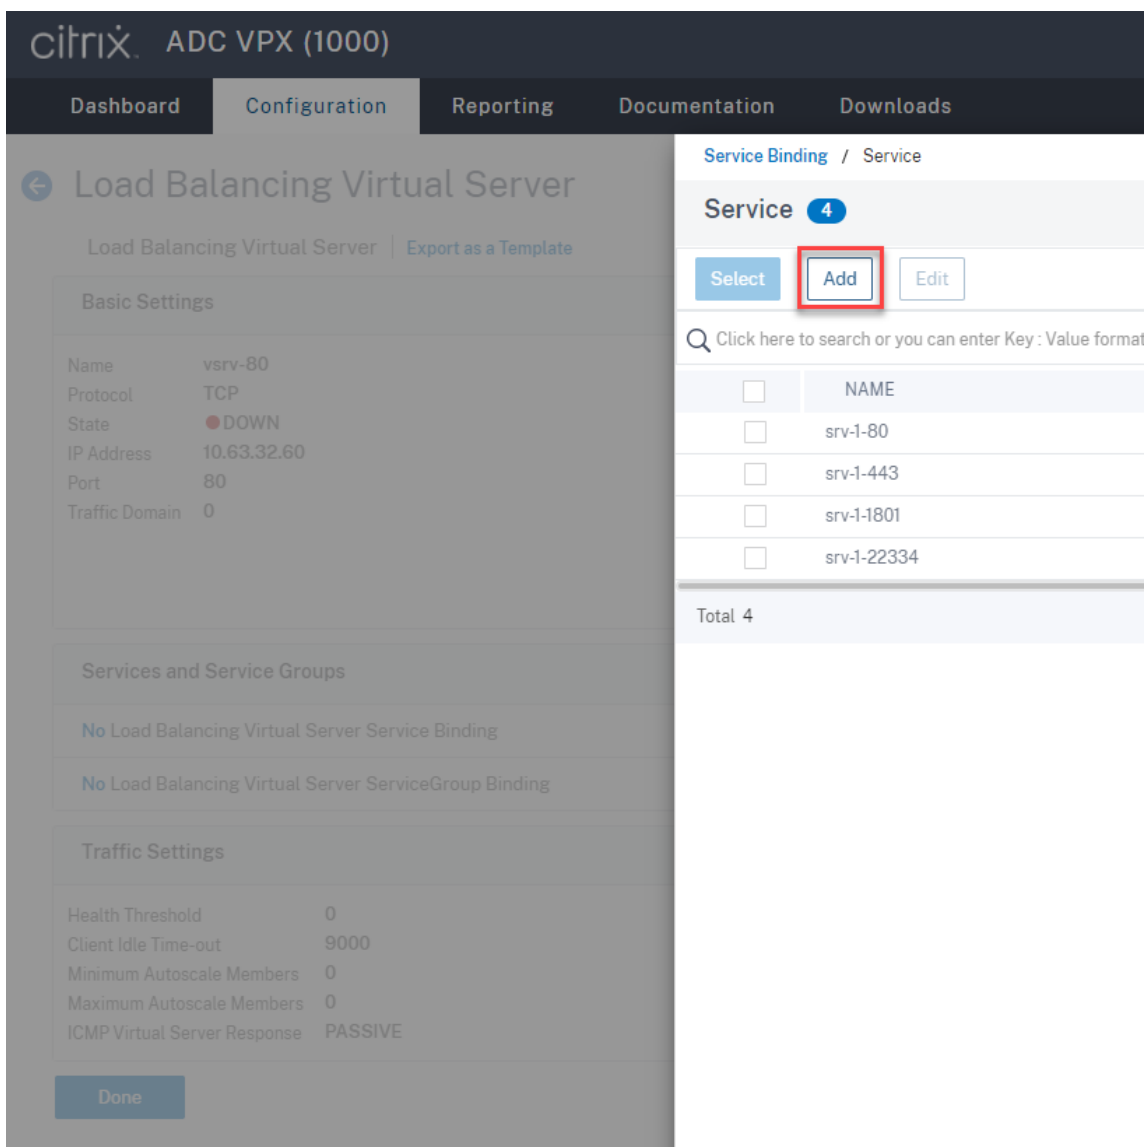 citrix. ADC VPX (1000)
Dashboard Configuration Reporting Documentation Downloads
Load Balancing Virtual Server
Load Balancing Virtual Server Export as a Template
Basic Settings
Name vsrv-80
Protocol TCP
State DOWN
IP Address 10.63.32.60
Port 80
Traffic Domain 0
Services and Service Groups
No Load Balancing Virtual Server Service Binding
No Load Balancing Virtual Server ServiceGroup Binding
Traffic Settings
Health Threshold 0
Client Idle Time-out 9000
Minimum Autoscale Members 0
Maximum Autoscale Members 0
ICMP Virtual Server Response PASSIVE
Done
Service Binding / Service
Service 4
Select Add Edit
Click here to search or you can enter Key : Value format
NAME
srv-1-80
srv-1-443
srv-1-1801
srv-1-22334
Total 4